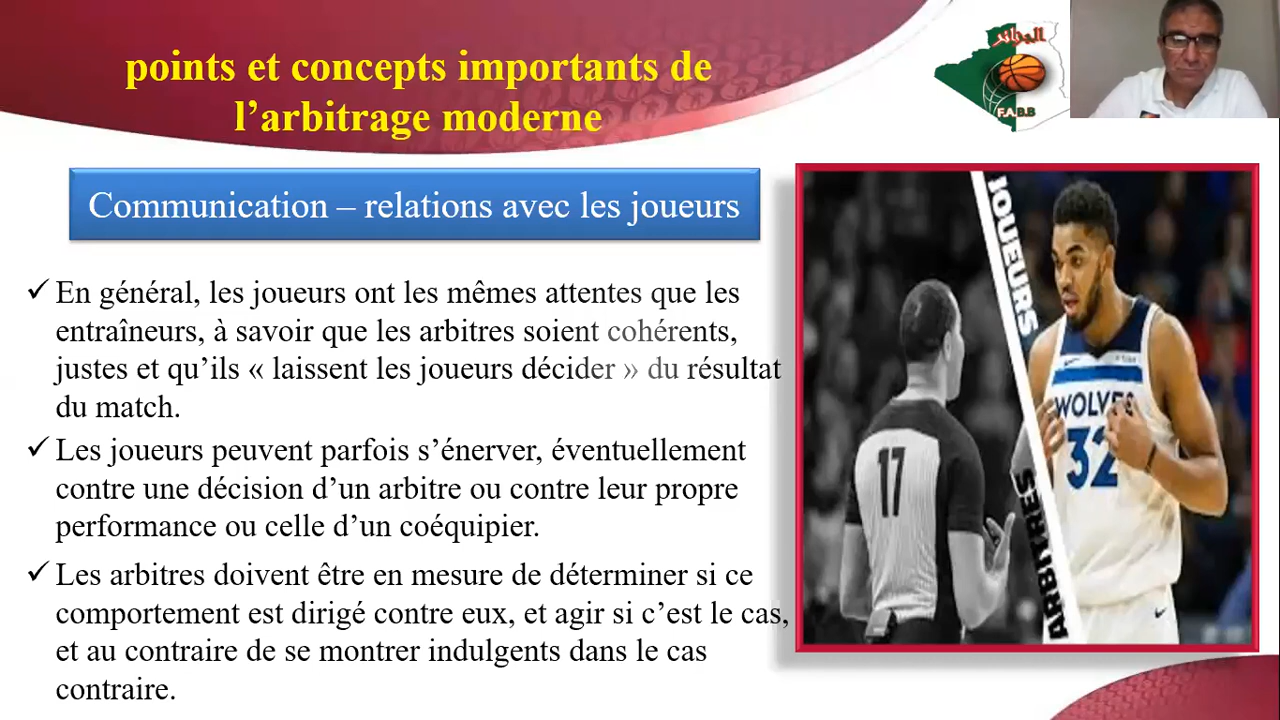 points et concepts importants de
l’arbitrage moderne
الجزائر
F.A.B.B
Communication – relations avec les joueurs
✓ En général, les joueurs ont les mêmes attentes que les
entraîneurs, à savoir que les arbitres soient cohérents,
justes et qu’ils « laissent les joueurs décider » du résultat
du match.
✓ Les joueurs peuvent parfois s’énerver, éventuellement
contre une décision d’un arbitre ou contre leur propre
performance ou celle d’un coéquipier.
✓ Les arbitres doivent être en mesure de déterminer si ce
comportement est dirigé contre eux, et agir si c’est le cas,
et au contraire de se montrer indulgents dans le cas
contraire.
JOUEURS
ARBITRES
17
WOLVES
32